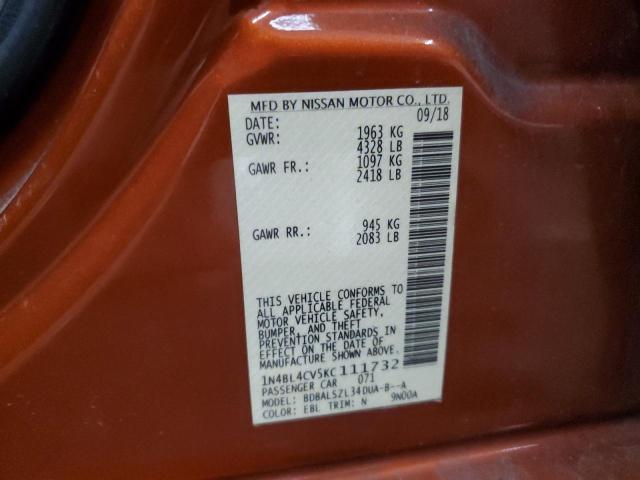 MFD BY NISSAN MOTOR CO., LTD.
DATE: 09/18
GVWR: 1963 KG
4328 LB
GAWR FR.: 1097 KG
2418 LB
GAWR RR.: 945 KG
2083 LB
THIS VEHICLE CONFORMS TO
ALL APPLICABLE FEDERAL
MOTOR VEHICLE SAFETY,
BUMPER, AND THEFT
PREVENTION STANDARDS IN
EFFECT ON THE DATE OF
MANUFACTURE SHOWN ABOVE.
1N4BL4CV5KC111732
PASSENGER CAR 071
MODEL: BDBALSZL34DUA-B--A
COLOR: EBL TRIM: N 9N00A